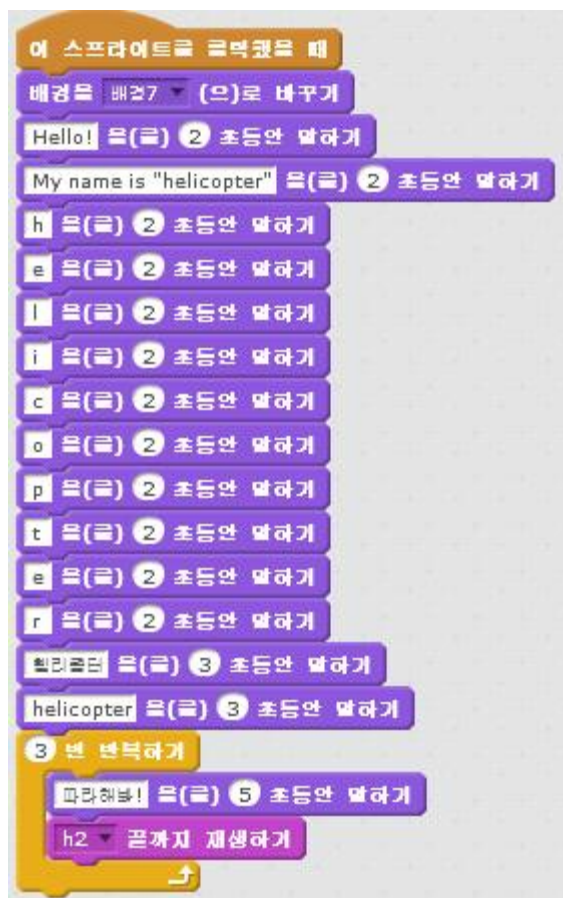 이 스프라이트를 클릭했을 때
배경을 배경7 (으)로 바꾸기
Hello! 을(를) 2 초동안 말하기
My name is "helicopter" 을(를) 2 초동안 말하기
h 을(를) 2 초동안 말하기
e 을(를) 2 초동안 말하기
l 을(를) 2 초동안 말하기
i 을(를) 2 초동안 말하기
c 을(를) 2 초동안 말하기
o 을(를) 2 초동안 말하기
p 을(를) 2 초동안 말하기
t 을(를) 2 초동안 말하기
e 을(를) 2 초동안 말하기
r 을(를) 2 초동안 말하기
헬리콥터 을(를) 3 초동안 말하기
helicopter 을(를) 3 초동안 말하기
3 번 반복하기
따라해봐! 을(를) 5 초동안 말하기
h2 끝까지 재생하기